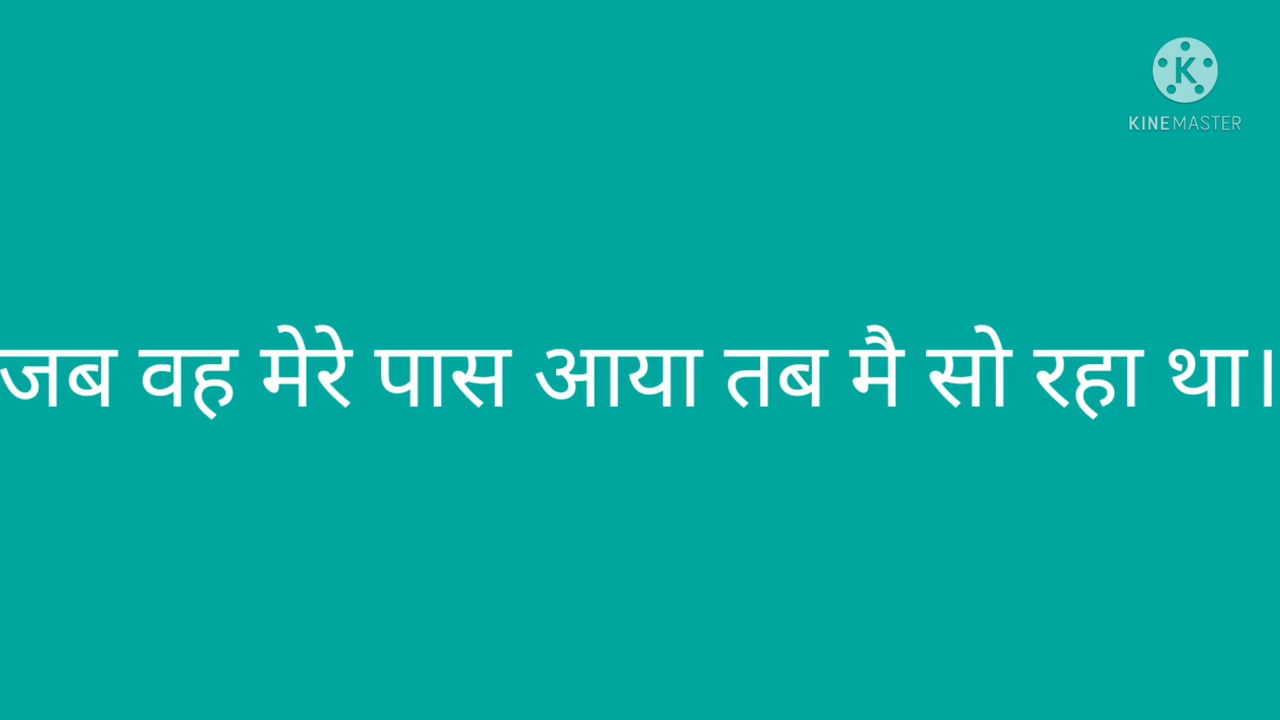 KINEMASTER
जब वह मेरे पास आया तब मै सो रहा था।